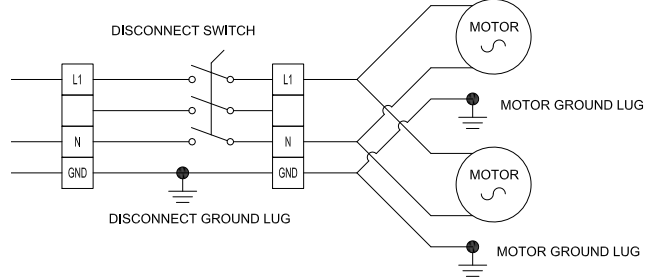 MOTOR
DISCONNECT SWITCH
L1
L1
MOTOR GROUND LUG
N
N
GND
GND
MOTOR
DISCONNECT GROUND LUG
MOTOR GROUND LUG